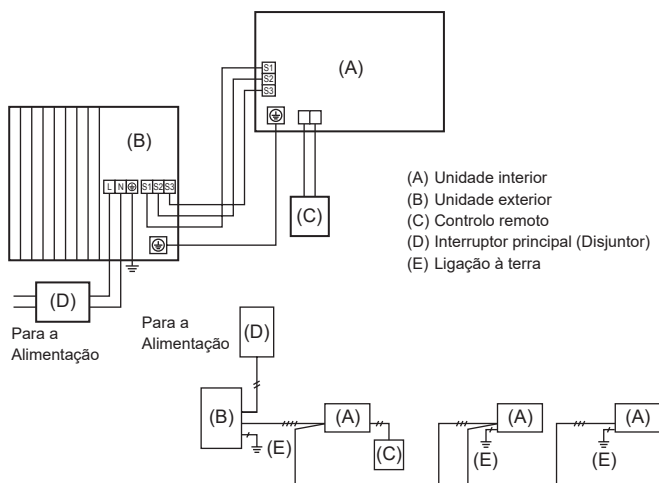 (A)
S1
S2
S3
(B)
L N S1 S2 S3
(C)
(A) Unidade interior
(B) Unidade exterior
(C) Controlo remoto
(D) Interruptor principal (Disjuntor)
(E) Ligação à terra
(D)
Para a
Alimentação
Para a
Alimentação
(D)
(B)
(A)
(E)
(C)
(A)
(E)
(A)
(E)